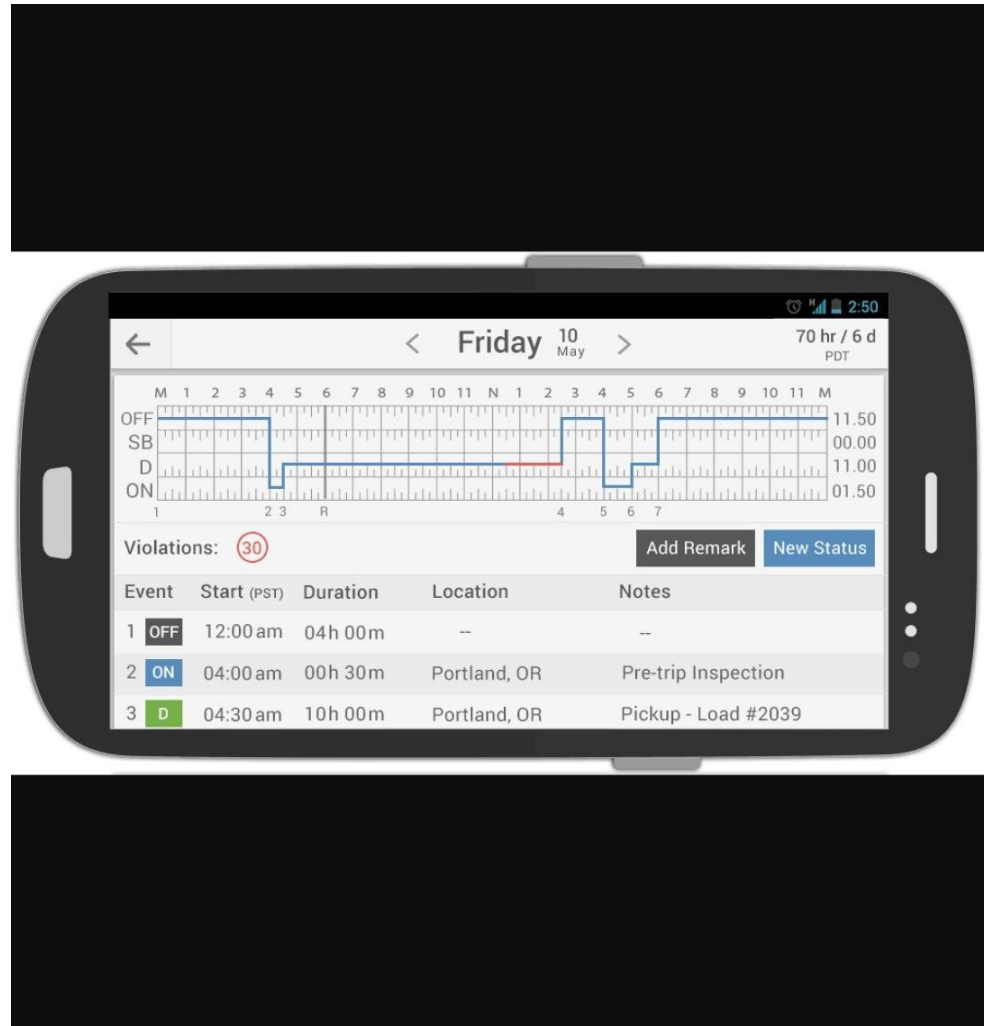 H 2:50
< Friday 10 May > 70 hr / 6 d
PDT
M 1 2 3 4 5 6 7 8 9 10 11 N 1 2 3 4 5 6 7 8 9 10 11 M
OFF 11.50
SB 00.00
D 11.00
ON 01.50
1 2 3 R 4 5 6 7
Violations: 30 Add Remark New Status
Event Start (PST) Duration Location Notes
1 OFF 12:00 am 04h 00m -- --
2 ON 04:00 am 00h 30m Portland, OR Pre-trip Inspection
3 D 04:30 am 10h 00m Portland, OR Pickup - Load #2039